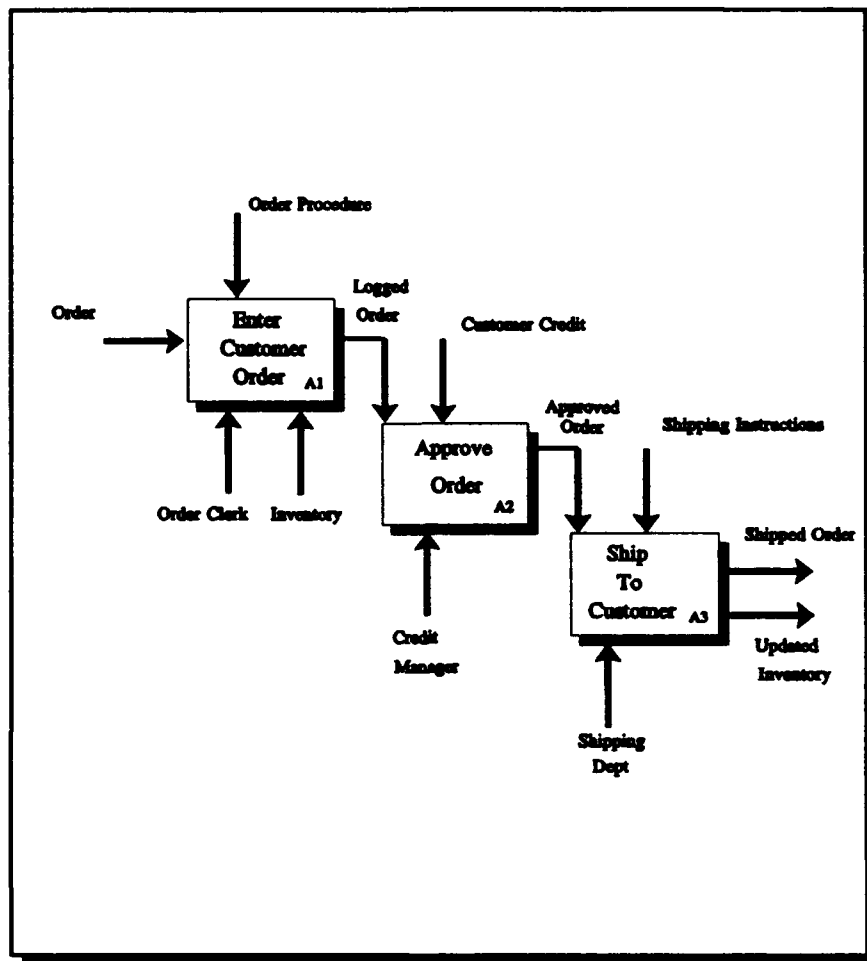 Order Procedure
Order
Enter
Customer
Order A1
Logged
Order
Order Clerk
Inventory
Customer Credit
Approve
Order
A2
Credit
Manager
Approved
Order
Shipping Instructions
Ship
To
Customer A3
Shipped Order
Updated
Inventory
Shipping
Dept